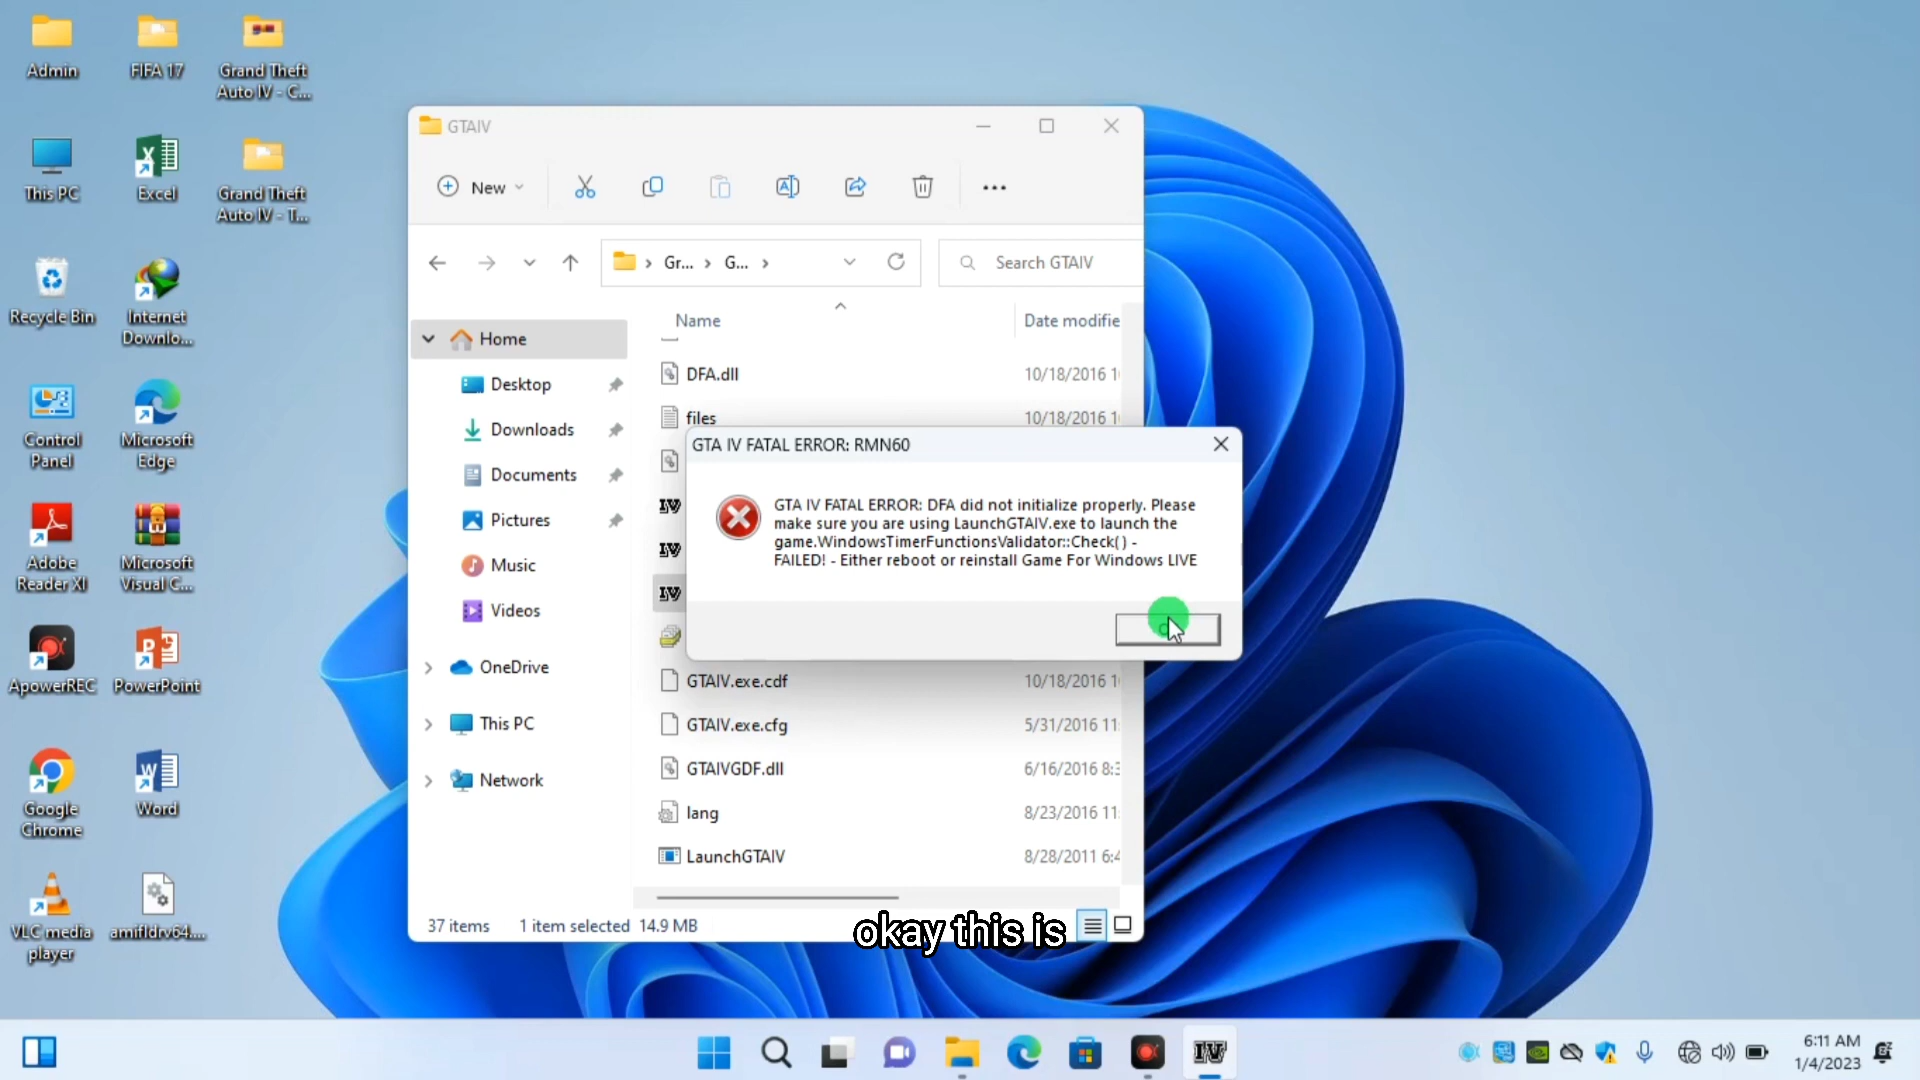 Admin
FIFA 17
Grand Theft
Auto IV - C...
This PC
Excel
Grand Theft
Auto IV - T...
Recycle Bin
Internet
Downlo...
Control
Panel
Microsoft
Edge
Adobe
Reader XI
Microsoft
Visual C...
ApowerREC
PowerPoint
Google
Chrome
Word
VLC media
player
amifldrv64....
GTAIV
New
Gr...
G...
Search GTAIV
Name
Date modifie
Home
Desktop
Downloads
Documents
Pictures
Music
Videos
OneDrive
This PC
Network
DFA.dll
10/18/2016 1
files
10/18/2016 1
GTA IV FATAL ERROR: RMN60
GTA IV FATAL ERROR: DFA did not initialize properly. Please
make sure you are using LaunchGTAIV.exe to launch the
game.WindowsTimerFunctionsValidator::Check( ) -
FAILED! - Either reboot or reinstall Game For Windows LIVE
GTAIV.exe.cdf
10/18/2016 1
GTAIV.exe.cfg
5/31/2016 11:
GTAIVGDF.dll
6/16/2016 8:3
lang
8/23/2016 11:
LaunchGTAIV
8/28/2011 6:4
37 items
1 item selected 14.9 MB
okay this is
IV
6:11 AM
1/4/2023